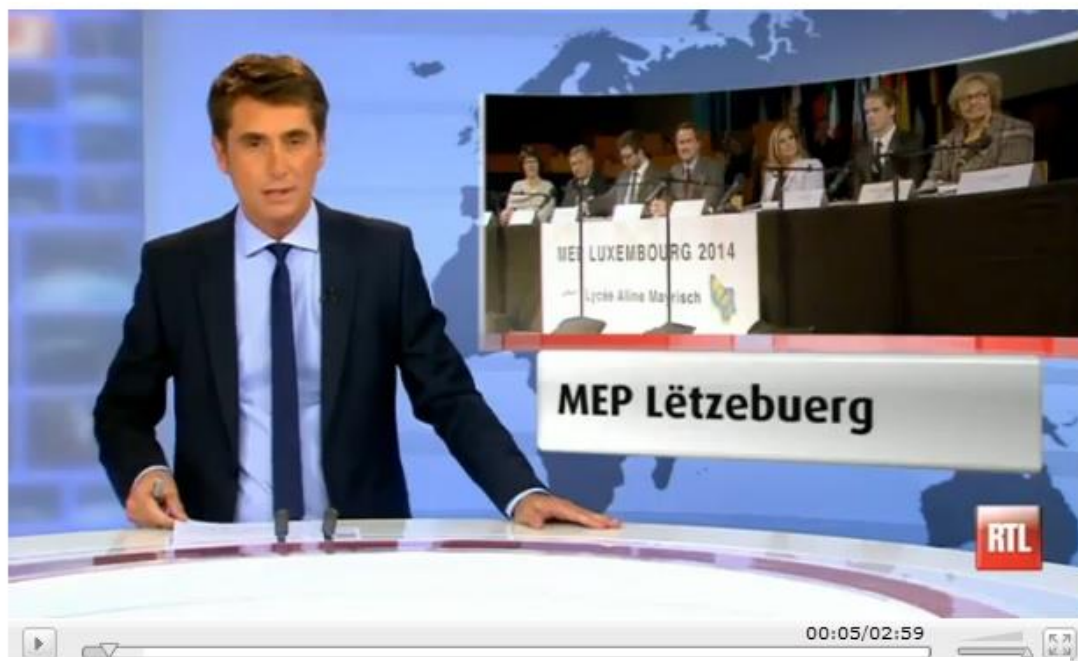 MEP LUXEMBOURG 2014
Lycée Aline Mayrisch
MEP Lëtzebuerg
RTL
00:05/02:59